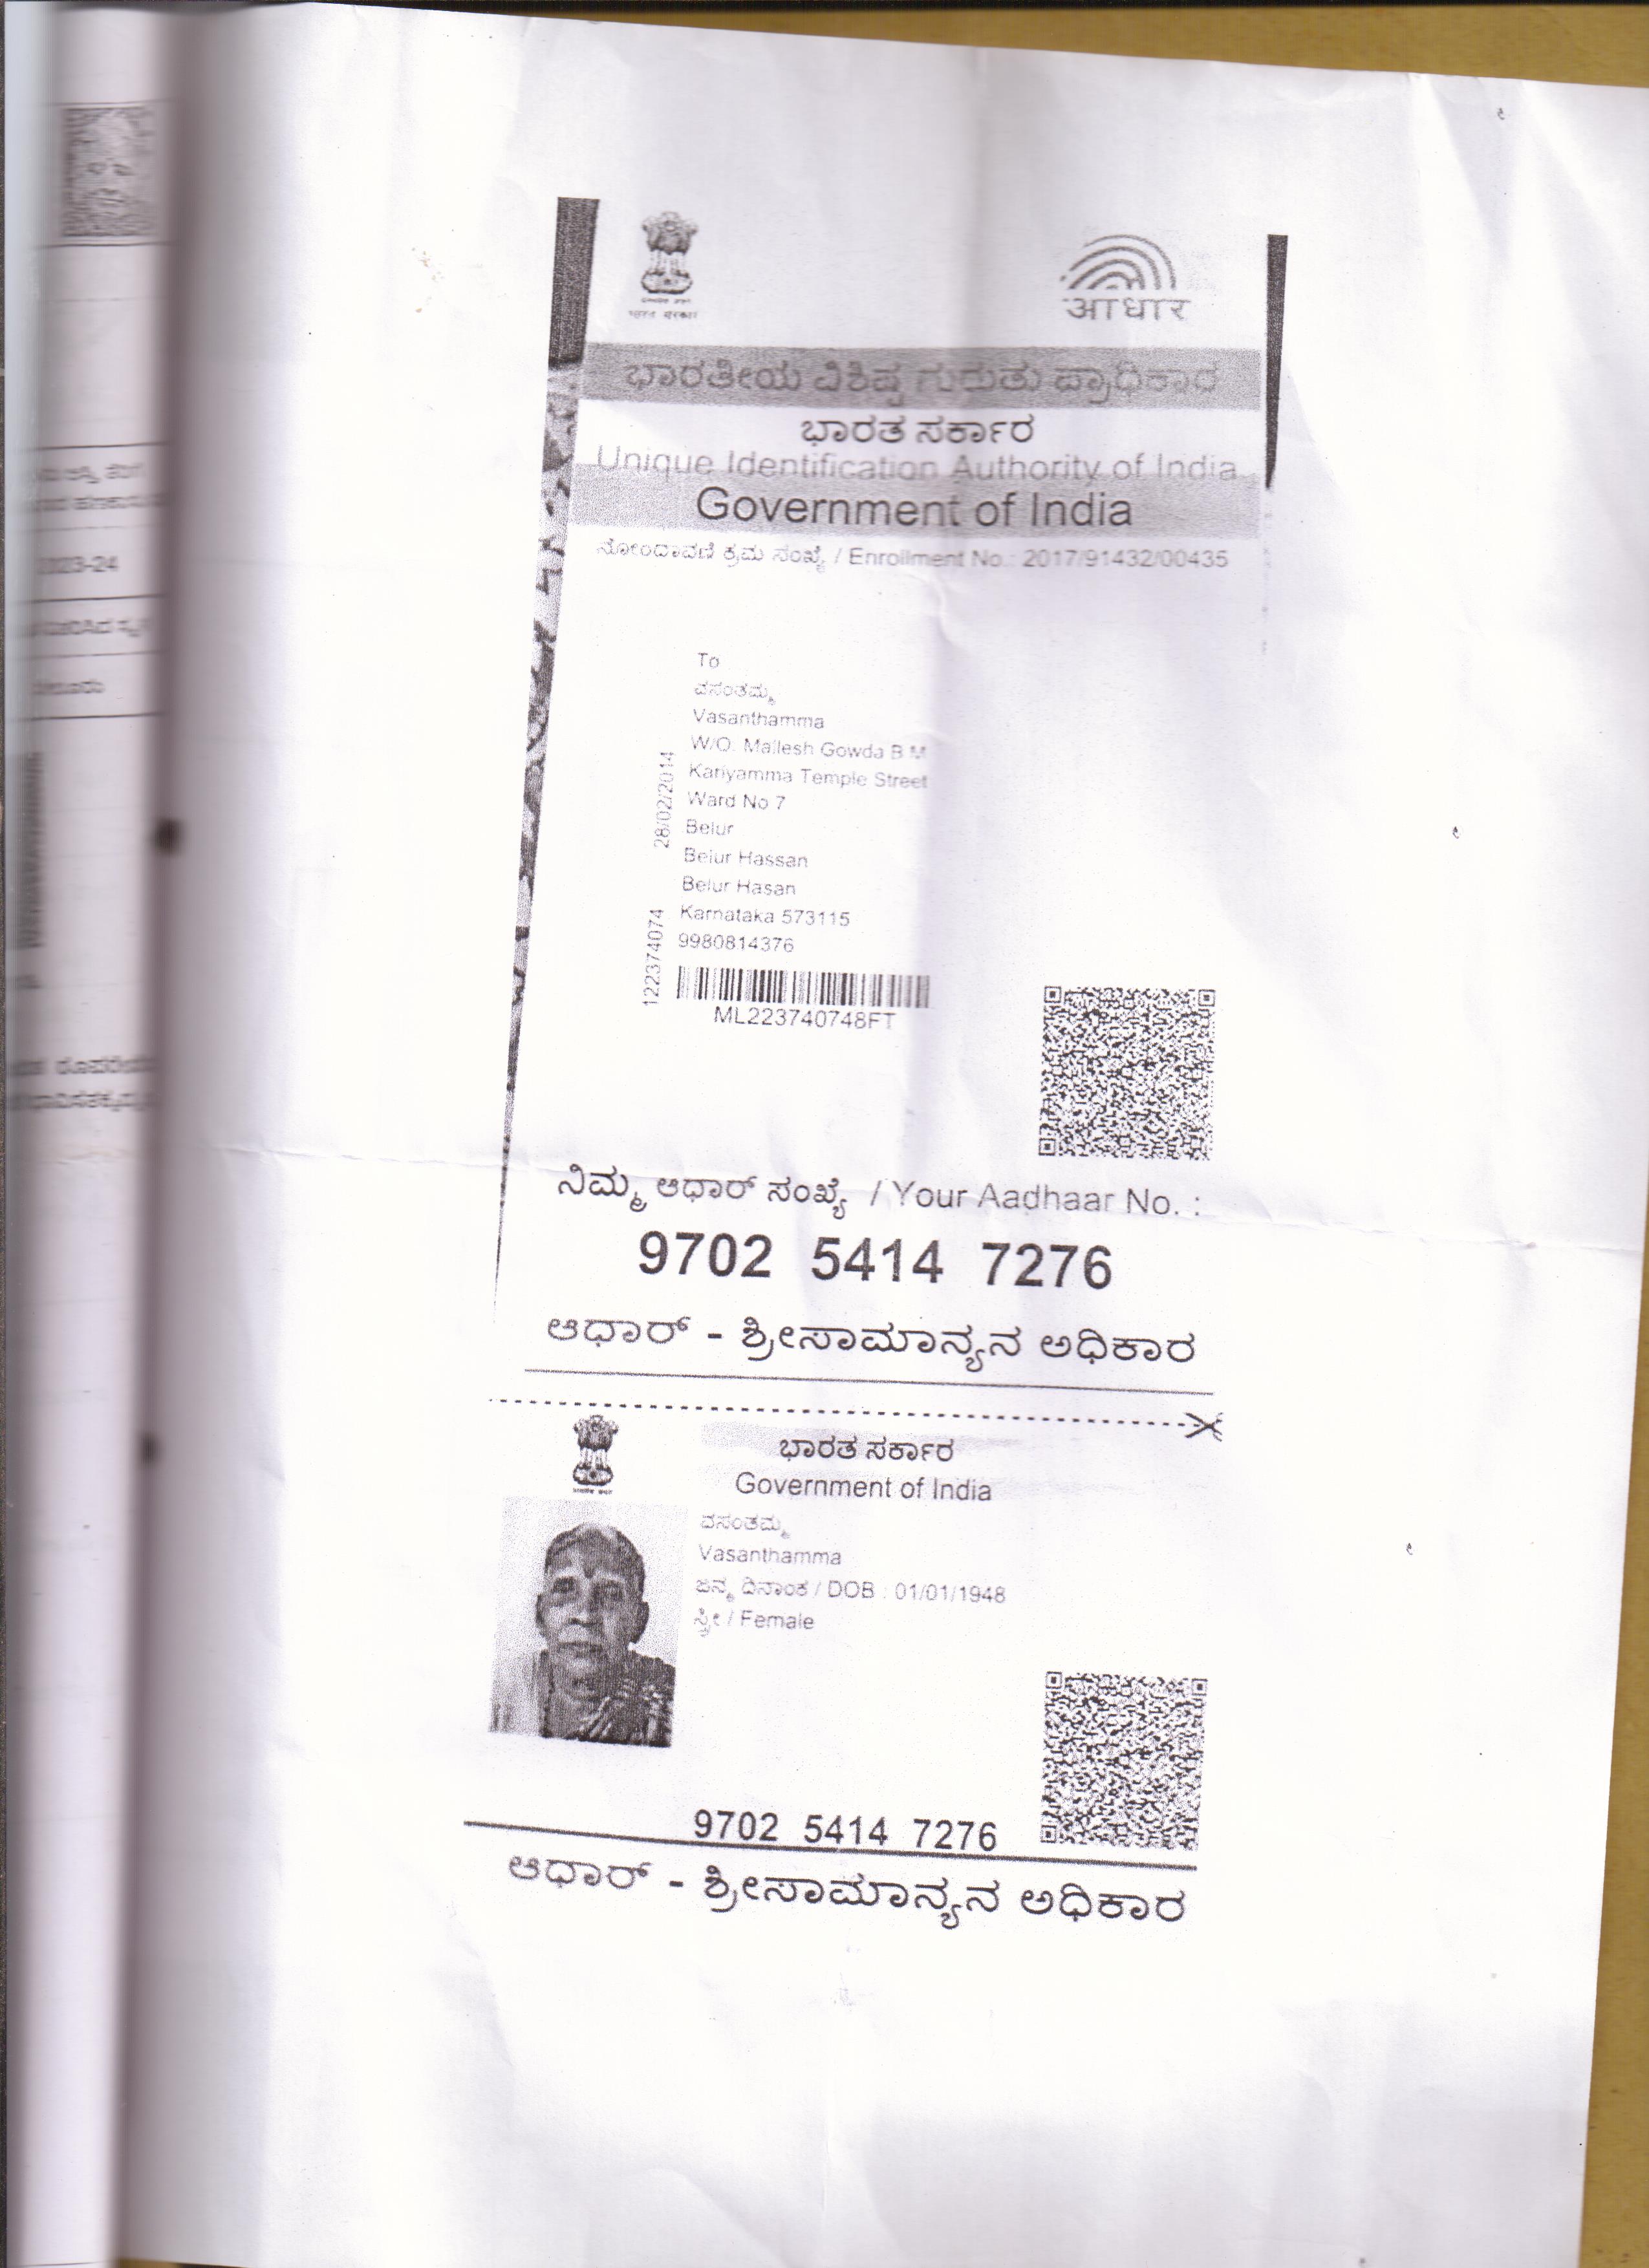 आधार
ಭಾರತೀಯ ವಿಶಿಷ್ಟ ಗುರುತು ಪ್ರಾಧಿಕಾರ
ಭಾರತ ಸರ್ಕಾರ
Unique Identification Authority of India
Government of India
ನೋಂದಾವಣಿ ಕ್ರಮ ಸಂಖ್ಯೆ / Enrollment No.: 2017/91432/00435
To
ವಸಂತಮ್ಮ
Vasanthamma
W/O. Mallesh Gowda B M
Kariyamma Temple Street
Ward No 7
Belur
Belur Hassan
Belur Hasan
Karnataka 573115
9980814376
28/02/2014
122374074
ML223740748FT
ನಿಮ್ಮ ಆಧಾರ್ ಸಂಖ್ಯೆ / Your Aadhaar No. :
9702 5414 7276
ಆಧಾರ್ - ಶ್ರೀಸಾಮಾನ್ಯನ ಅಧಿಕಾರ
ಭಾರತ ಸರ್ಕಾರ
Government of India
ವಸಂತಮ್ಮ
Vasanthamma
ಜನ್ಮ ದಿನಾಂಕ / DOB : 01/01/1948
ಸ್ತ್ರೀ / Female
9702 5414 7276
ಆಧಾರ್ - ಶ್ರೀಸಾಮಾನ್ಯನ ಅಧಿಕಾರ